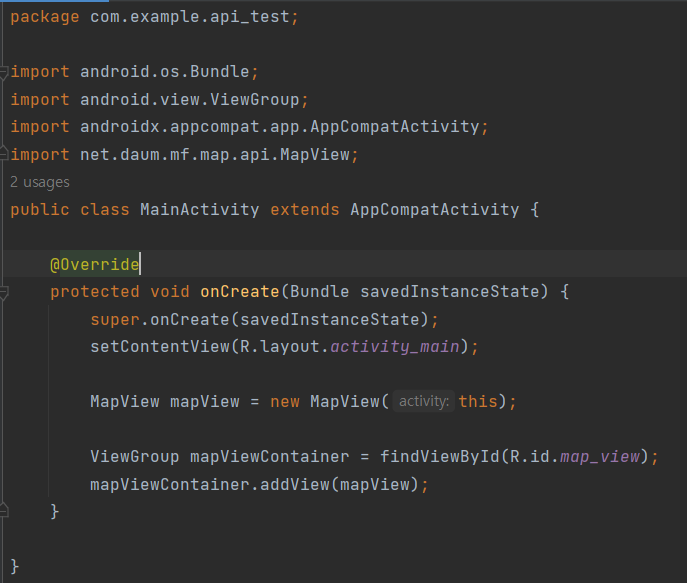 package com.example.api_test;
import android.os.Bundle;
import android.view.ViewGroup;
import androidx.appcompat.app.AppCompatActivity;
import net.daum.mf.map.api.MapView;
2 usages
public class MainActivity extends AppCompatActivity {
@Override
protected void onCreate(Bundle savedInstanceState) {
super.onCreate(savedInstanceState);
setContentView(R.layout.activity_main);
MapView mapView = new MapView( activity: this);
ViewGroup mapViewContainer = findViewById(R.id.map_view);
mapViewContainer.addView(mapView);
}
}